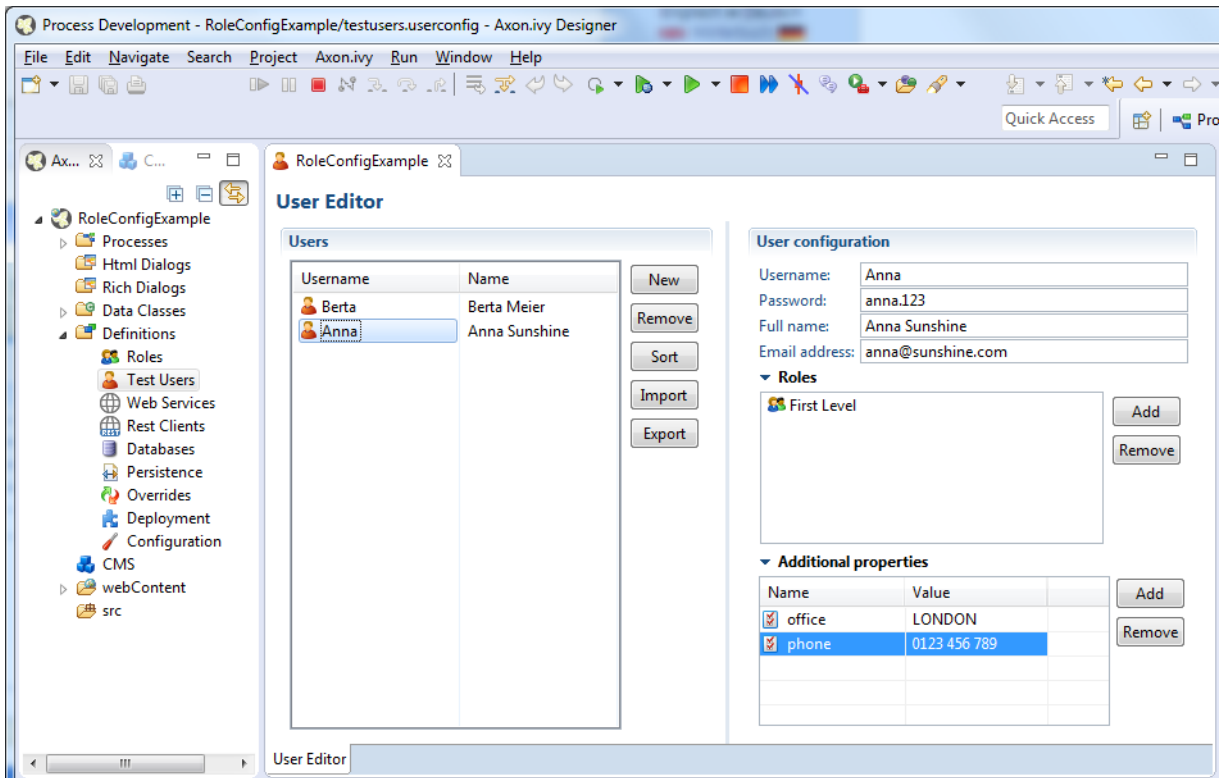 Process Development - RoleConfigExample/testusers.userconfig - Axon.ivy Designer
File Edit Navigate Search Project Axon.ivy Run Window Help
Quick Access Pro
Ax... C...
RoleConfigExample
Processes
Html Dialogs
Rich Dialogs
Data Classes
Definitions
Roles
Test Users
Web Services
Rest Clients
Databases
Persistence
Overrides
Deployment
Configuration
CMS
webContent
src
RoleConfigExample
User Editor
Users
Username Name
Berta Berta Meier
Anna Anna Sunshine
New
Remove
Sort
Import
Export
User configuration
Username: Anna
Password: anna.123
Full name: Anna Sunshine
Email address: anna@sunshine.com
Roles
First Level
Add
Remove
Additional properties
Name Value
office LONDON
phone 0123 456 789
Add
Remove
User Editor